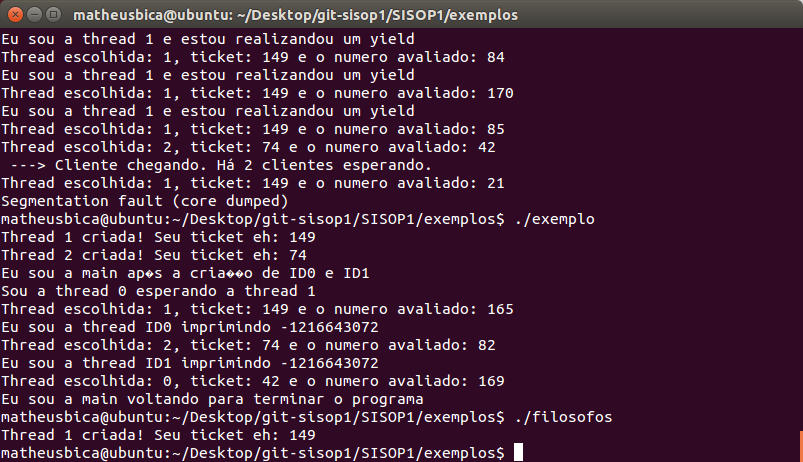 matheusbica@ubuntu: ~/Desktop/git-sisop1/SISOP1/exemplos
Eu sou a thread 1 e estou realizandou um yield
Thread escolhida: 1, ticket: 149 e o numero avaliado: 84
Eu sou a thread 1 e estou realizandou um yield
Thread escolhida: 1, ticket: 149 e o numero avaliado: 170
Eu sou a thread 1 e estou realizandou um yield
Thread escolhida: 1, ticket: 149 e o numero avaliado: 85
Thread escolhida: 2, ticket: 74 e o numero avaliado: 42
 ---> Cliente chegando. Há 2 clientes esperando.
Thread escolhida: 1, ticket: 149 e o numero avaliado: 21
Segmentation fault (core dumped)
matheusbica@ubuntu:~/Desktop/git-sisop1/SISOP1/exemplos$ ./exemplo
Thread 1 criada! Seu ticket eh: 149
Thread 2 criada! Seu ticket eh: 74
Eu sou a main ap�s a cria��o de ID0 e ID1
Sou a thread 0 esperando a thread 1
Thread escolhida: 1, ticket: 149 e o numero avaliado: 165
Eu sou a thread ID0 imprimindo -1216643072
Thread escolhida: 2, ticket: 74 e o numero avaliado: 82
Eu sou a thread ID1 imprimindo -1216643072
Thread escolhida: 0, ticket: 42 e o numero avaliado: 169
Eu sou a main voltando para terminar o programa
matheusbica@ubuntu:~/Desktop/git-sisop1/SISOP1/exemplos$ ./filosofos
Thread 1 criada! Seu ticket eh: 149
matheusbica@ubuntu:~/Desktop/git-sisop1/SISOP1/exemplos$